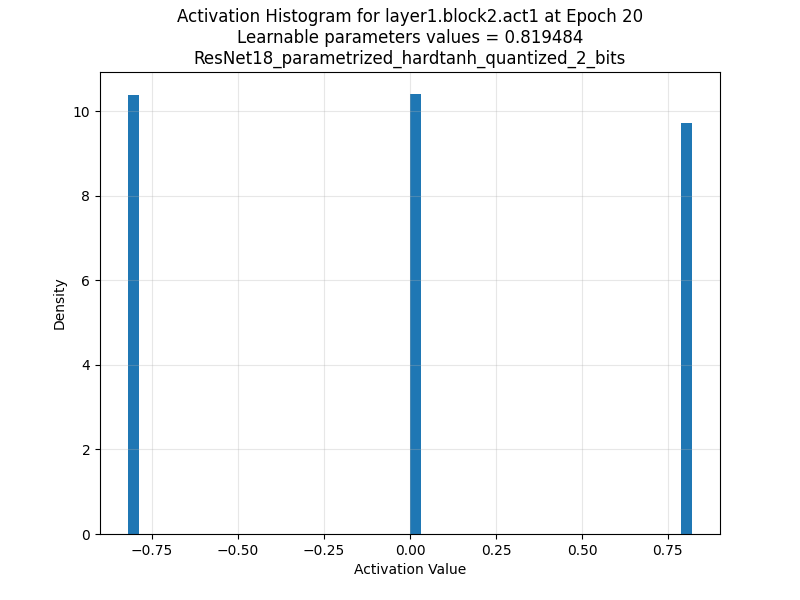 Activation Histogram for layer1.block2.act1 at Epoch 20
Learnable parameters values = 0.819484
ResNet18_parametrized_hardtanh_quantized_2_bits
10
8
6
4
2
0
Density
−0.75
−0.50
−0.25
0.00
0.25
0.50
0.75
Activation Value